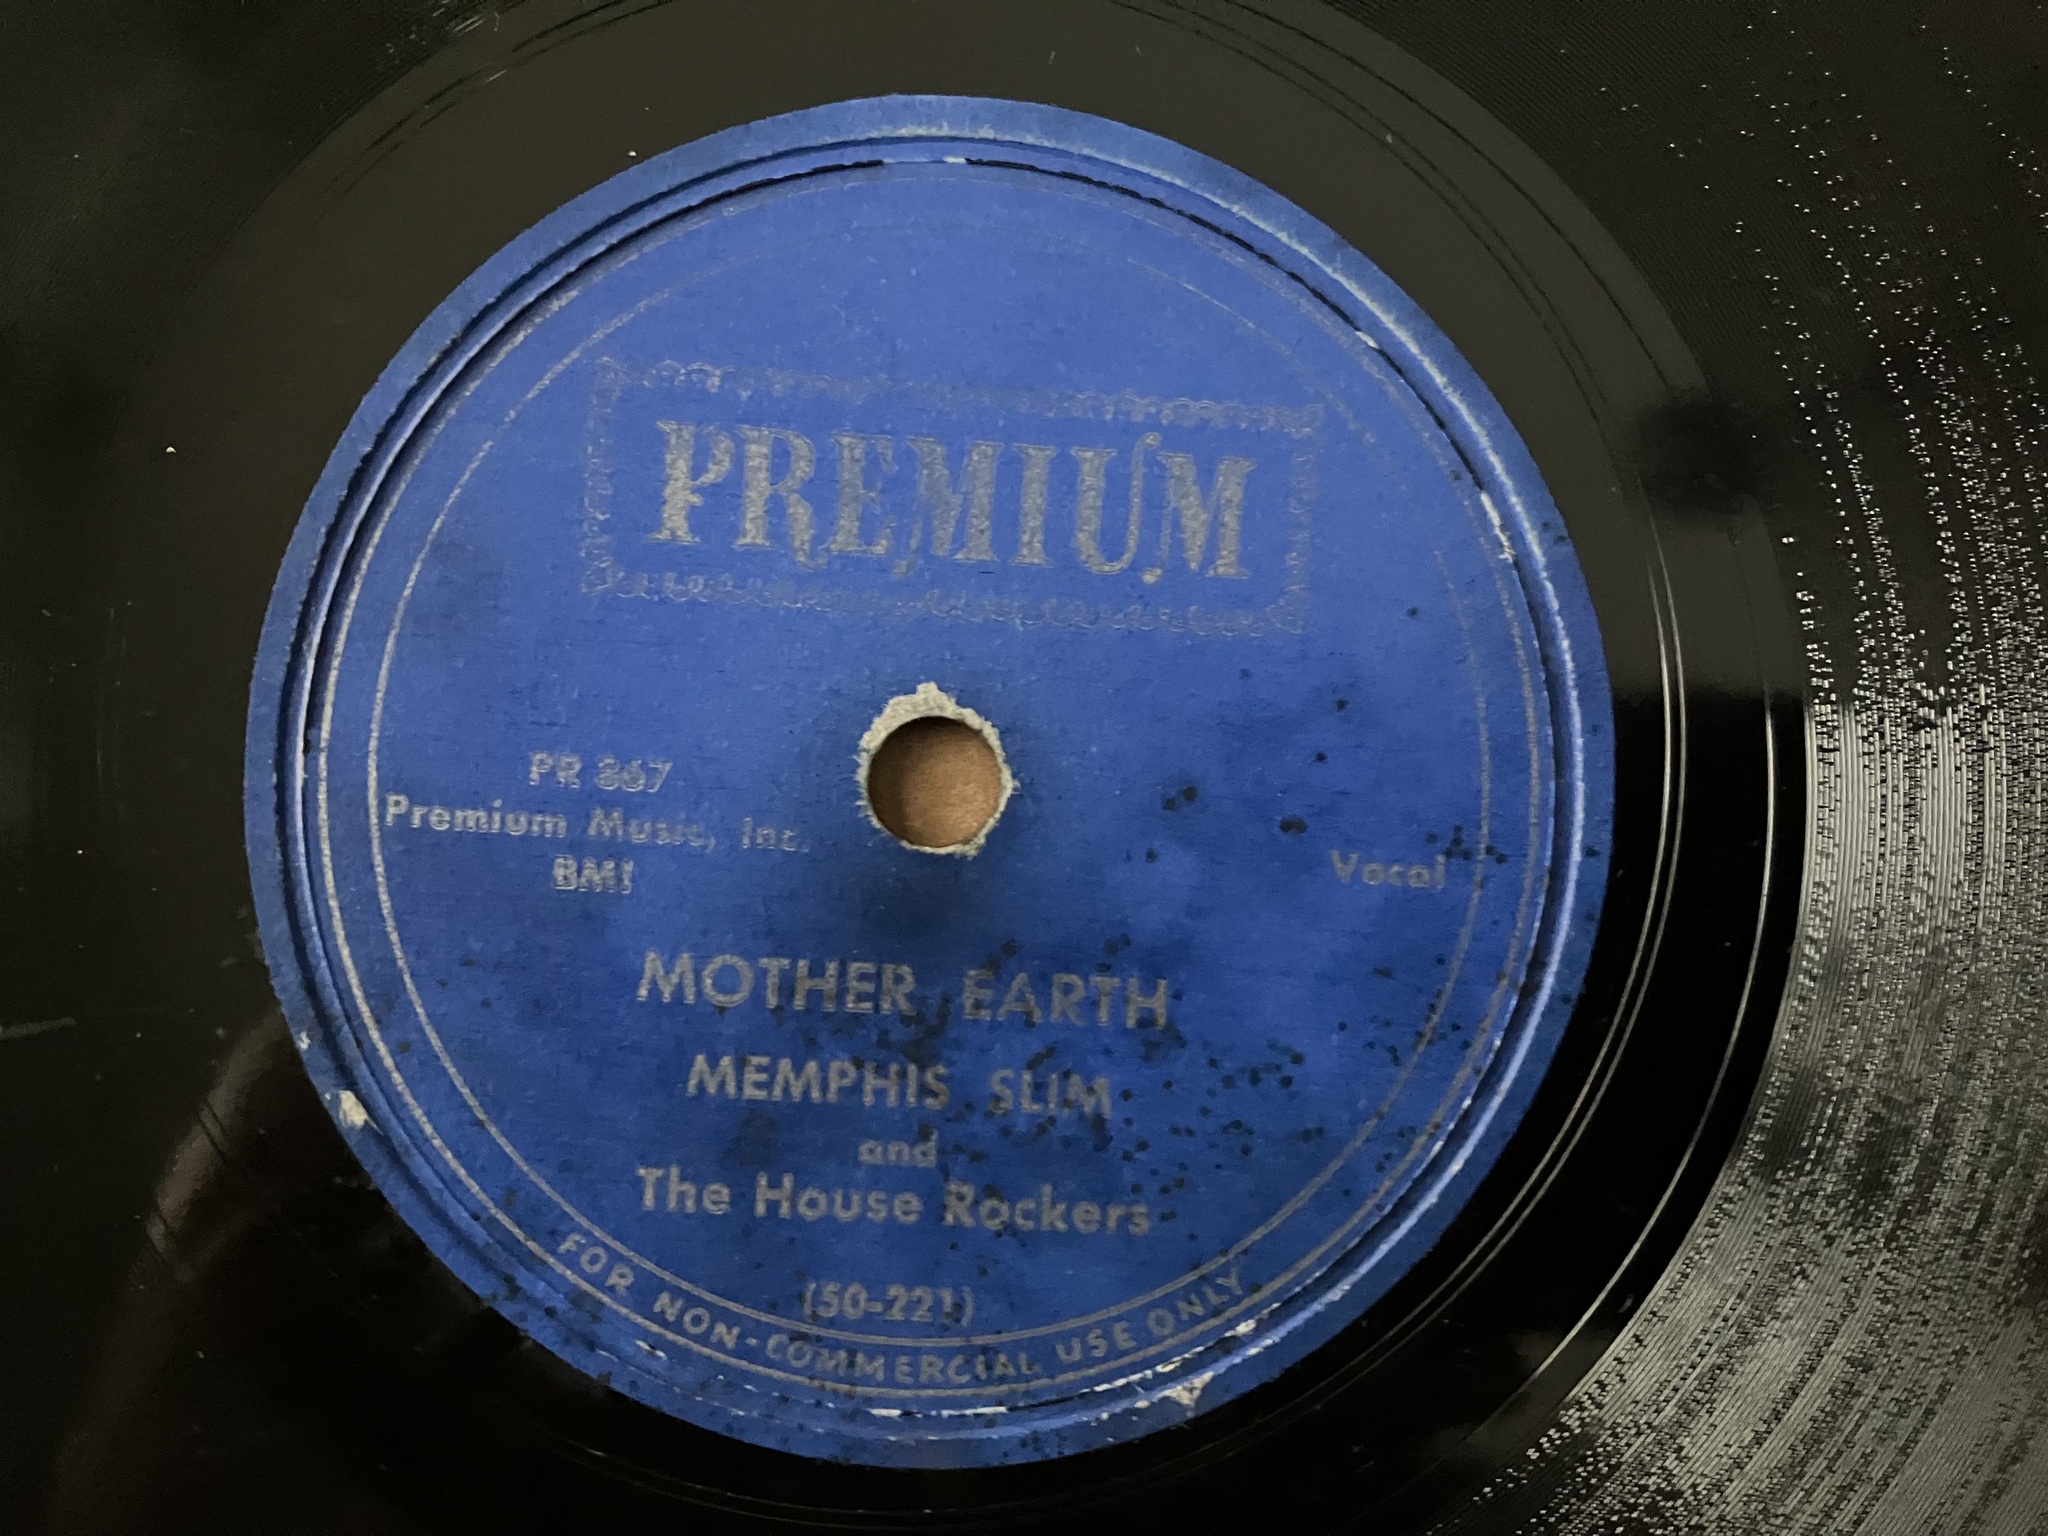 PREMIUM
PR 367
Premium Music, Inc.
BMI
Vocal
MOTHER EARTH
MEMPHIS SLIM
and
The House Rockers
(50-221)
FOR NON-COMMERCIAL USE ONLY